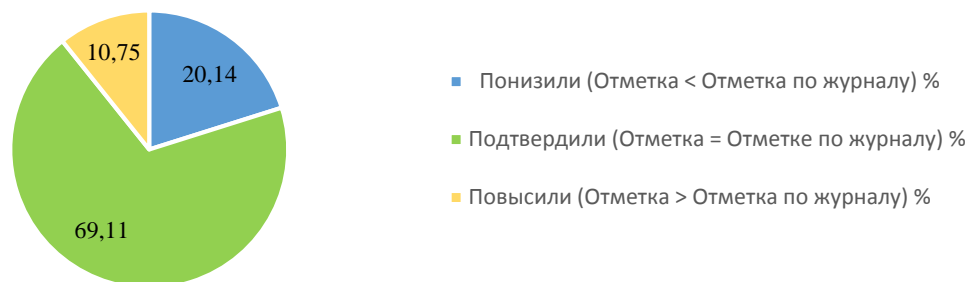 10,75
20,14
69,11
Понизили (Отметка < Отметка по журналу) %
Подтвердили (Отметка = Отметке по журналу) %
Повысили (Отметка > Отметка по журналу) %